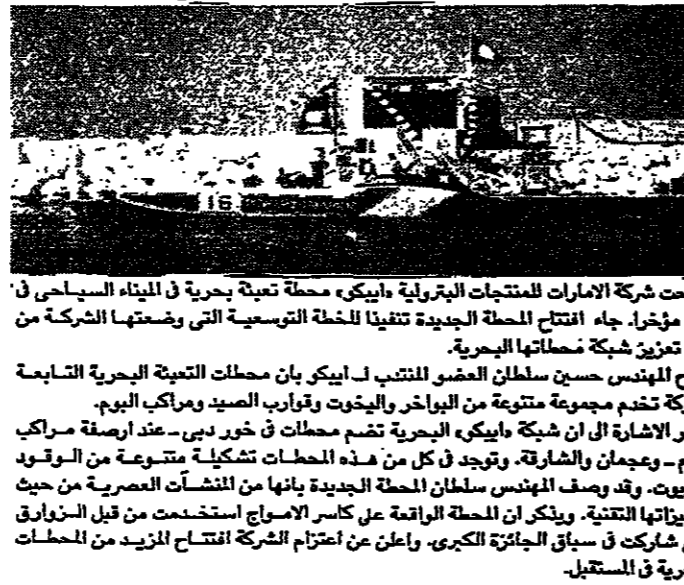 16
حت شركة الامارات للمنتجات البترولية «ايبكو» محطة تعبئة بحرية في الميناء السياحي في
مؤخرا. جاء افتتاح المحطة الجديدة تنفيذا للخطة التوسعية التي وضعتها الشركة من
تعزيز شبكة محطاتها البحرية.
ح المهندس حسين سلطان العضو المنتدب لـ ايبكو بان محطات التعبئة البحرية التابعة
ركة تخدم مجموعة متنوعة من البواخر واليخوت وقوارب الصيد ومراكب البوم.
ر الاشارة الى ان شبكة «ايبكو» البحرية تضم محطات في خور دبي ـ عند ارصفة مراكب
م ـ وعجمان والشارقة. وتوجد في كل من هذه المحطات تشكيلة متنوعة من الوقود
يوت. وقد وصف المهندس سلطان المحطة الجديدة بانها من المنشآت العصرية من حيث
يزاتها التقنية. ويذكر ان المحطة الواقعة على كاسر الامواج استخدمت من قبل الزوارق
شاركت في سباق الجائزة الكبرى. واعلن عن اعتزام الشركة افتتاح المزيد من المحطات
رية في المستقبل.